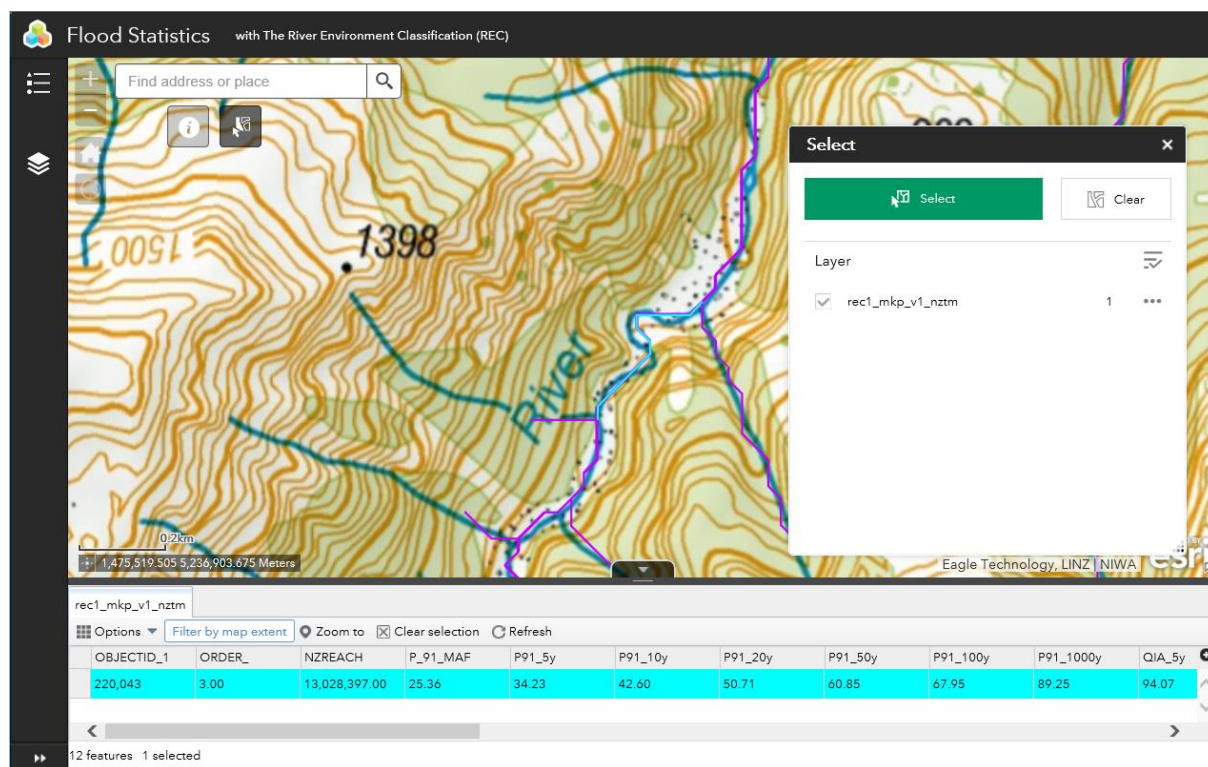 Flood Statistics with The River Environment Classification (REC)
Find address or place
1500
1398
River
Select
Select Clear
Layer
rec1_mkp_v1_nztm 1
0.2km
1,475,519.505 5,236,903.675 Meters
Eagle Technology, LINZ | NIWA
esri
rec1_mkp_v1_nztm
Options Filter by map extent Zoom to Clear selection Refresh
OBJECTID_1 ORDER_ NZREACH P_91_MAF P91_5y P91_10y P91_20y P91_50y P91_100y P91_1000y QIA_5y
220,043 3.00 13,028,397.00 25.36 34.23 42.60 50.71 60.85 67.95 89.25 94.07
12 features 1 selected